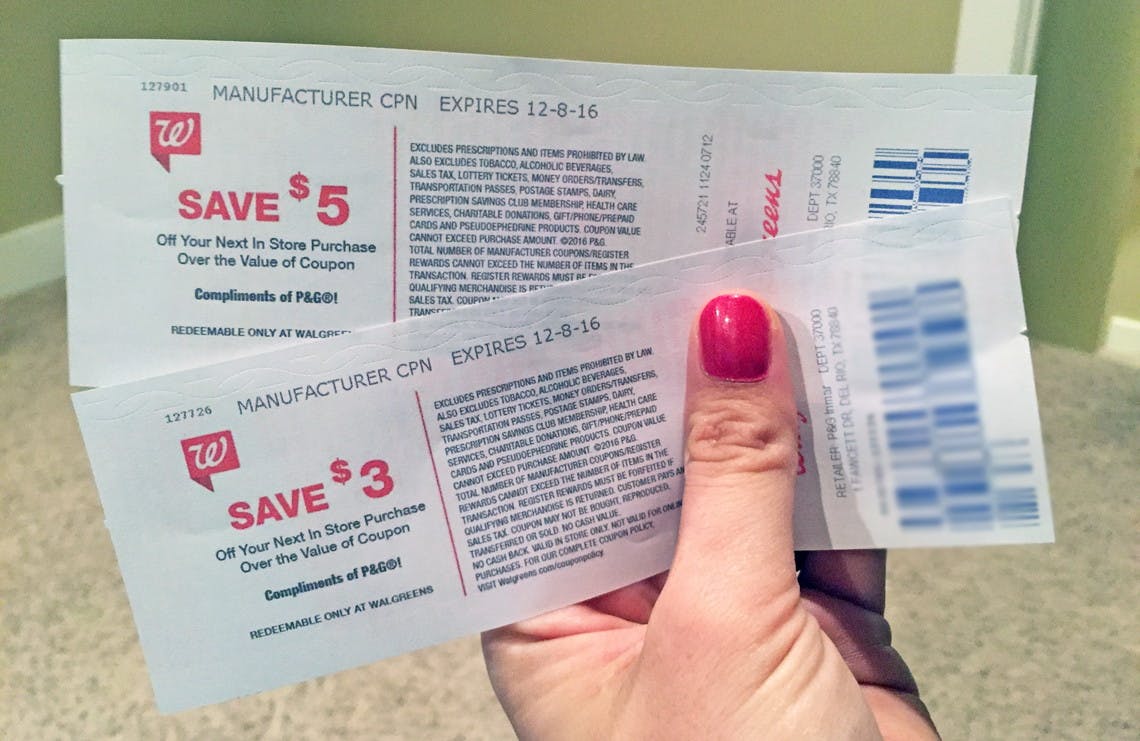 127901 MANUFACTURER CPN EXPIRES 12-8-16
W
SAVE $5
Off Your Next In Store Purchase
Over the Value of Coupon
Compliments of P&G®!
REDEEMABLE ONLY AT
EXCLUDES PRESCRIPTIONS AND ITEMS PROHIBITED BY LAW.
ALSO EXCLUDES TOBACCO, ALCOHOLIC BEVERAGES,
SALES TAX, LOTTERY TICKETS, MONEY ORDERS/TRANSFERS,
TRANSPORTATION PASSES, POSTAGE STAMPS, DAIRY,
PRESCRIPTION SAVINGS CLUB MEMBERSHIP, HEALTH CARE
SERVICES, CHARITABLE DONATIONS, GIFT/PHONE/PREPAID
CARDS AND PSEUDOEPHEDRINE PRODUCTS. COUPON VALUE
CANNOT EXCEED PURCHASE AMOUNT. ©2016 P&G.
TOTAL NUMBER OF MANUFACTURER COUPONS/REGISTER
REWARDS CANNOT EXCEED THE NUMBER OF ITEMS IN THE
TRANSACTION. REGISTER REWARDS MUST BE
QUALIFYING MERCHANDISE IS
SALES TAX. COUPON
245721 1124 0712
AT
DEPT 37000
TX 78840
127726 MANUFACTURER CPN EXPIRES 12-8-16
W
SAVE $3
Off Your Next In Store Purchase
Over the Value of Coupon
Compliments of P&G®!
REDEEMABLE ONLY AT WALGREENS
EXCLUDES PRESCRIPTIONS AND ITEMS PROHIBITED BY LAW.
ALSO EXCLUDES TOBACCO, ALCOHOLIC BEVERAGES,
SALES TAX, LOTTERY TICKETS, MONEY ORDERS/TRANSFERS,
TRANSPORTATION PASSES, POSTAGE STAMPS, DAIRY,
PRESCRIPTION SAVINGS CLUB MEMBERSHIP, HEALTH CARE
SERVICES, CHARITABLE DONATIONS, GIFT/PHONE/PREPAID
CARDS AND PSEUDOEPHEDRINE PRODUCTS. COUPON VALUE
CANNOT EXCEED PURCHASE AMOUNT. ©2016 P&G.
TOTAL NUMBER OF MANUFACTURER COUPONS/REGISTER
REWARDS CANNOT EXCEED THE NUMBER OF ITEMS IN THE
TRANSACTION. REGISTER REWARDS MUST BE FORFEITED IF
QUALIFYING MERCHANDISE IS RETURNED. CUSTOMER PAYS
SALES TAX. COUPON MAY NOT BE BOUGHT, REPRODUCED,
TRANSFERRED OR SOLD. NO CASH VALUE.
NO CASH BACK. VALID IN STORE ONLY. NOT VALID FOR
PURCHASES. FOR OUR COMPLETE COUPON POLICY,
VISIT Walgreens.com/couponpolicy.
RETAILER: P&G Inmar DEPT 37000
FAWCETT DR, DEL RIO, TX 78840